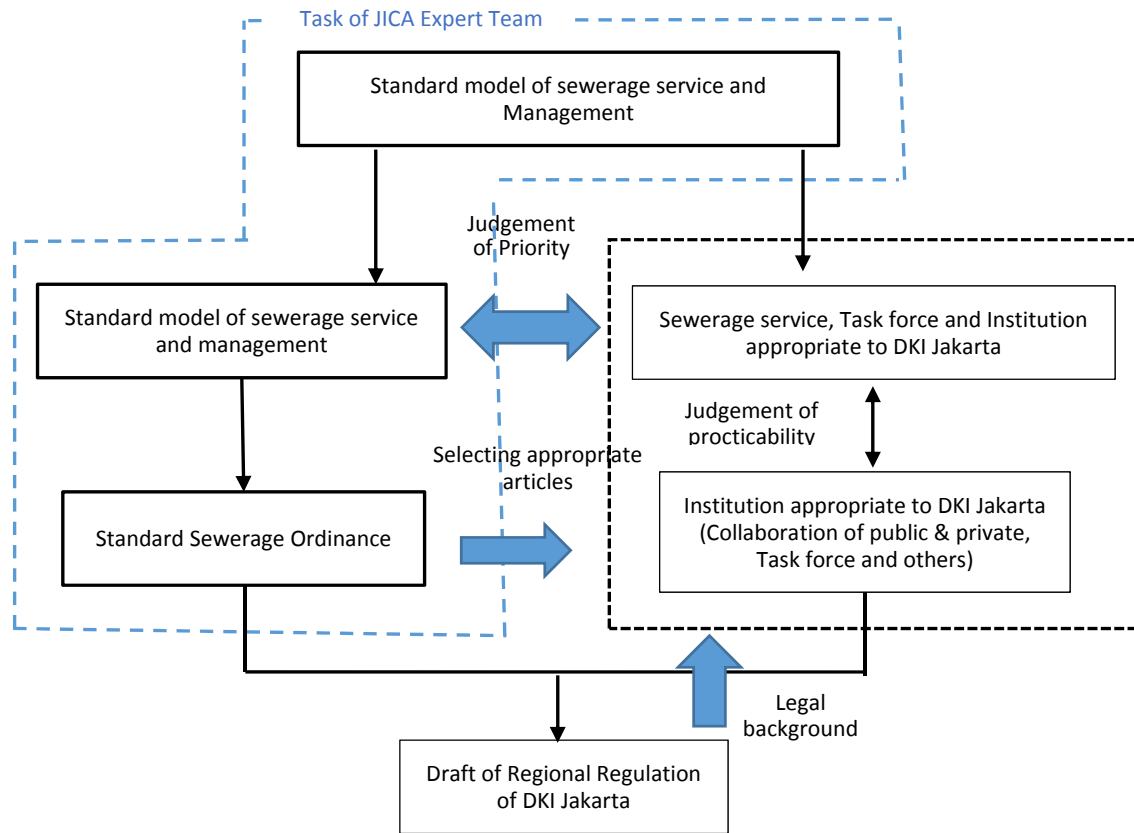 Task of JICA Expert Team
Standard model of sewerage service and
Management
Judgement
of Priority
Standard model of sewerage service
and management
Sewerage service, Task force and Institution
appropriate to DKI Jakarta
Judgement of
procticability
Selecting appropriate
articles
Standard Sewerage Ordinance
Institution appropriate to DKI Jakarta
(Collaboration of public & private,
Task force and others)
Legal
background
Draft of Regional Regulation
of DKI Jakarta